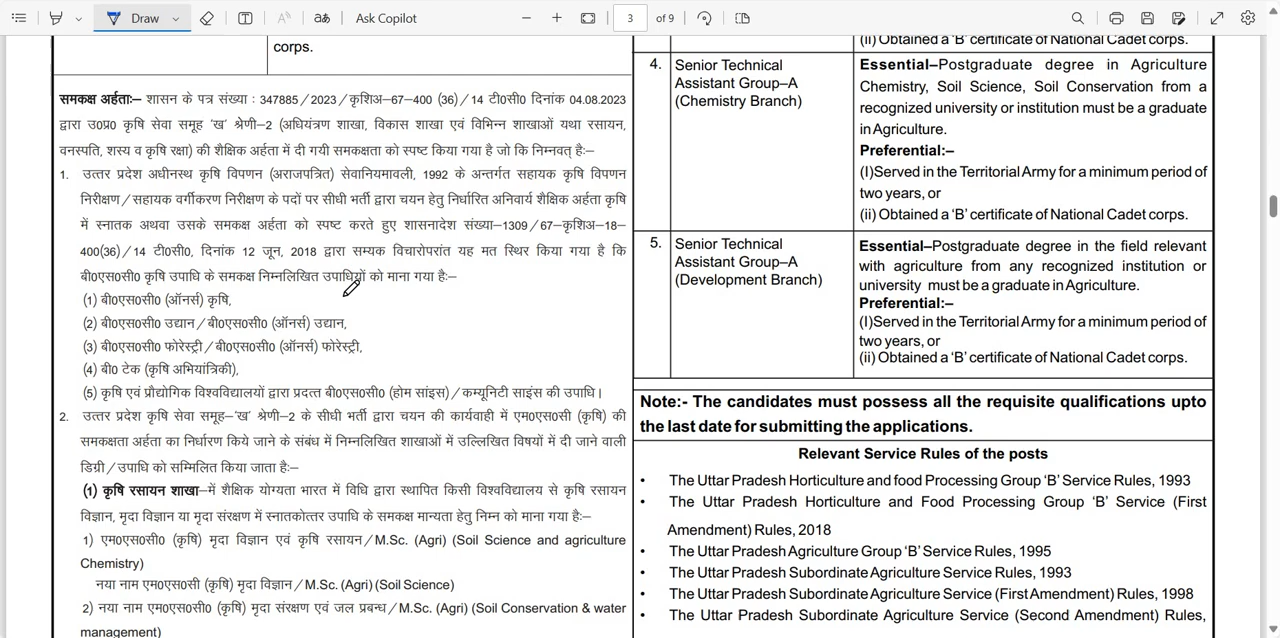 Draw
Ask Copilot
3
of 9
corps.
समकक्ष अर्हता:– शासन के पत्र संख्या : 347885/2023/कृशिअ–67–400 (36)/14 टी0सी0 दिनांक 04.08.2023
द्वारा उ0प्र0 कृषि सेवा समूह 'ख' श्रेणी–2 (अधियंत्रण शाखा, विकास शाखा एवं विभिन्न शाखाओं यथा रसायन,
वनस्पति, शस्य व कृषि रक्षा) की शैक्षिक अर्हता में दी गयी समकक्षता को स्पष्ट किया गया है जो कि निम्नवत् है:–
1. उत्तर प्रदेश अधीनस्थ कृषि विपणन (अराजपत्रित) सेवानियमावली, 1992 के अन्तर्गत सहायक कृषि विपणन
निरीक्षण/सहायक वर्गीकरण निरीक्षण के पदों पर सीधी भर्ती द्वारा चयन हेतु निर्धारित अनिवार्य शैक्षिक अर्हता कृषि
में स्नातक अथवा उसके समकक्ष अर्हता को स्पष्ट करते हुए शासनादेश संख्या–1309/67–कृशिअ–18–
400(36)/14 टी0सी0, दिनांक 12 जून, 2018 द्वारा सम्यक विचारोपरांत यह मत स्थिर किया गया है कि
बी0एस0सी0 कृषि उपाधि के समकक्ष निम्नलिखित उपाधियों को माना गया है:–
(1) बी0एस0सी0 (ऑनर्स) कृषि,
(2) बी0एस0सी0 उद्यान/बी0एस0सी0 (ऑनर्स) उद्यान,
(3) बी0एस0सी0 फोरेस्ट्री/बी0एस0सी0 (ऑनर्स) फोरेस्ट्री,
(4) बी0 टेक (कृषि अभियांत्रिकी),
(5) कृषि एवं प्रौद्योगिक विश्वविद्यालयों द्वारा प्रदत्त बी0एस0सी0 (होम सांइस)/कम्यूनिटी साइंस की उपाधि।
2. उत्तर प्रदेश कृषि सेवा समूह–'ख' श्रेणी–2 के सीधी भर्ती द्वारा चयन की कार्यवाही में एम0एस0सी (कृषि) की
समकक्षता अर्हता का निर्धारण किये जाने के संबंध में निम्नलिखित शाखाओं में उल्लिखित विषयों में दी जाने वाली
डिग्री/उपाधि को सम्मिलित किया जाता है:–
(1) कृषि रसायन शाखा–में शैक्षिक योग्यता भारत में विधि द्वारा स्थापित किसी विश्वविद्यालय से कृषि रसायन
विज्ञान, मृदा विज्ञान या मृदा संरक्षण में स्नातकोत्तर उपाधि के समकक्ष मान्यता हेतु निम्न को माना गया है:–
1) एम0एस0सी0 (कृषि) मृदा विज्ञान एवं कृषि रसायन/M.Sc. (Agri) (Soil Science and agriculture
Chemistry)
नया नाम एम0एस0सी0 (कृषि) मृदा विज्ञान/M.Sc. (Agri) (Soil Science)
2) नया नाम एम0एस0सी0 (कृषि) मृदा संरक्षण एवं जल प्रबन्ध/M.Sc. (Agri) (Soil Conservation & water
management)
(ii) Obtained a 'B' certificate of National Cadet corps.
4. Senior Technical
Assistant Group–A
(Chemistry Branch)
Essential–Postgraduate degree in Agriculture
Chemistry, Soil Science, Soil Conservation from a
recognized university or institution must be a graduate
in Agriculture.
Preferential:–
(I)Served in the Territorial Army for a minimum period of
two years, or
(ii) Obtained a 'B' certificate of National Cadet corps.
5. Senior Technical
Assistant Group–A
(Development Branch)
Essential–Postgraduate degree in the field relevant
with agriculture from any recognized institution or
university must be a graduate in Agriculture.
Preferential:–
(I)Served in the Territorial Army for a minimum period of
two years, or
(ii) Obtained a 'B' certificate of National Cadet corps.
Note:- The candidates must possess all the requisite qualifications upto
the last date for submitting the applications.
Relevant Service Rules of the posts
• The Uttar Pradesh Horticulture and food Processing Group 'B' Service Rules, 1993
• The Uttar Pradesh Horticulture and Food Processing Group 'B' Service (First
Amendment) Rules, 2018
• The Uttar Pradesh Agriculture Group 'B' Service Rules, 1995
• The Uttar Pradesh Subordinate Agriculture Service Rules, 1993
• The Uttar Pradesh Subordinate Agriculture Service (First Amendment) Rules, 1998
• The Uttar Pradesh Subordinate Agriculture Service (Second Amendment) Rules,